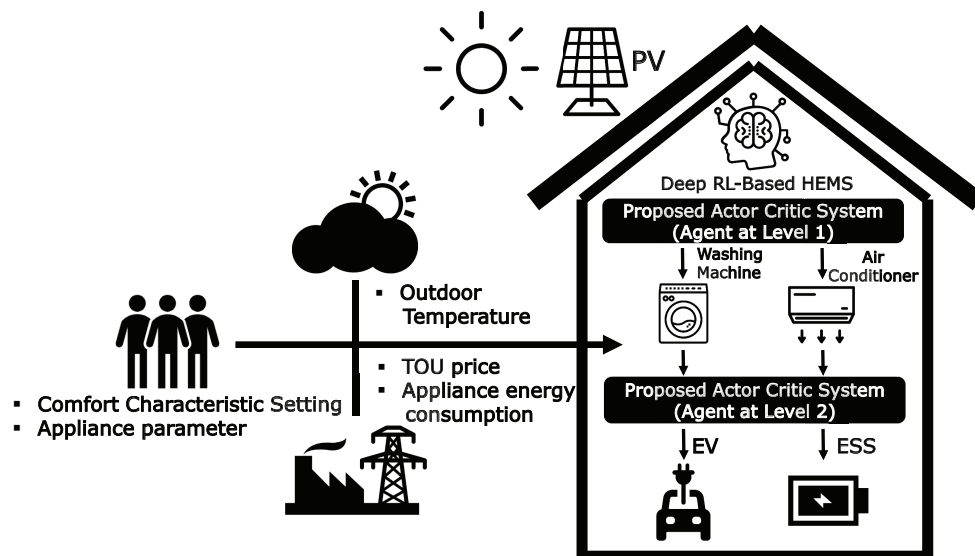 PV
Deep RL-Based HEMS
Proposed Actor Critic System
(Agent at Level 1)
Washing
Machine
Air
Conditioner
▪ Outdoor
Temperature
▪ TOU price
▪ Appliance energy
consumption
▪ Comfort Characteristic Setting
▪ Appliance parameter
Proposed Actor Critic System
(Agent at Level 2)
EV
ESS